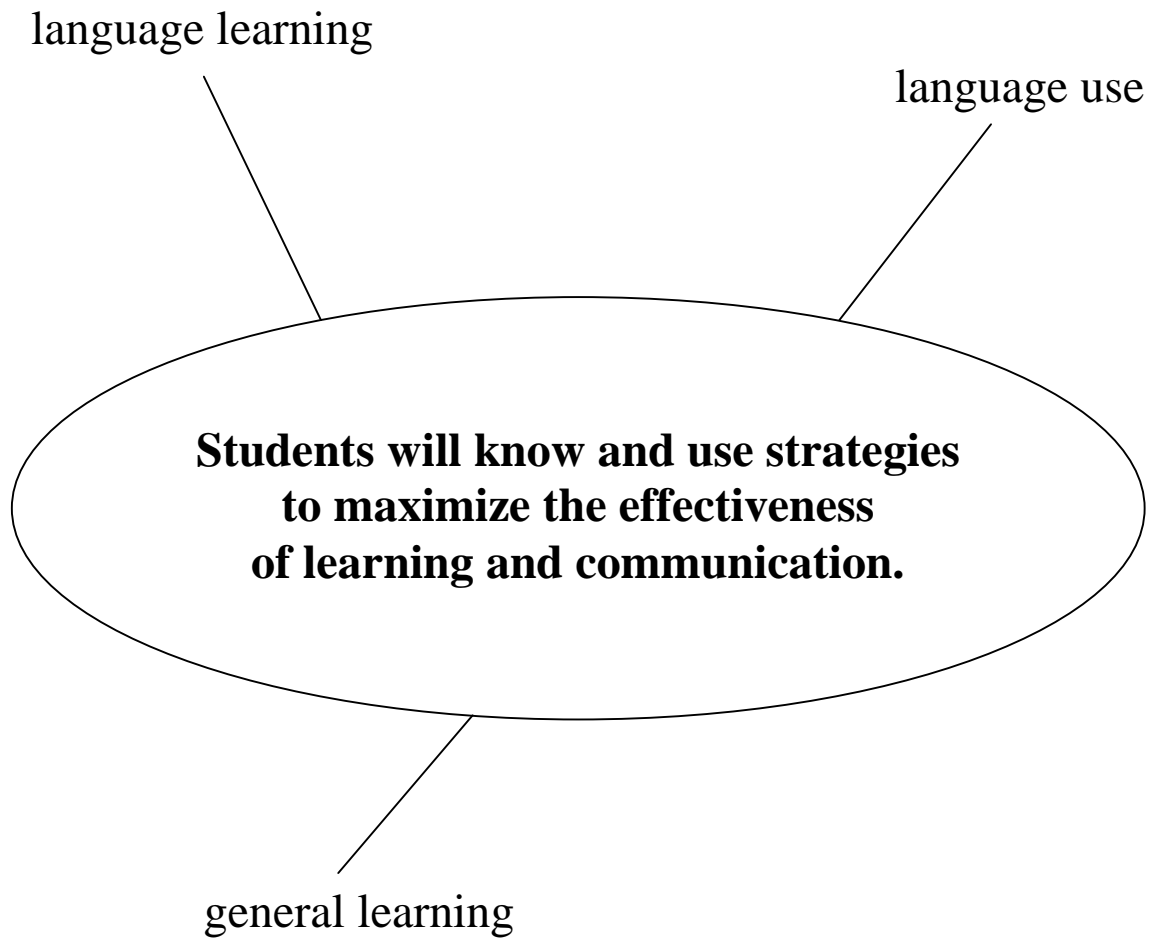 language learning
language use
Students will know and use strategies
to maximize the effectiveness
of learning and communication.
general learning